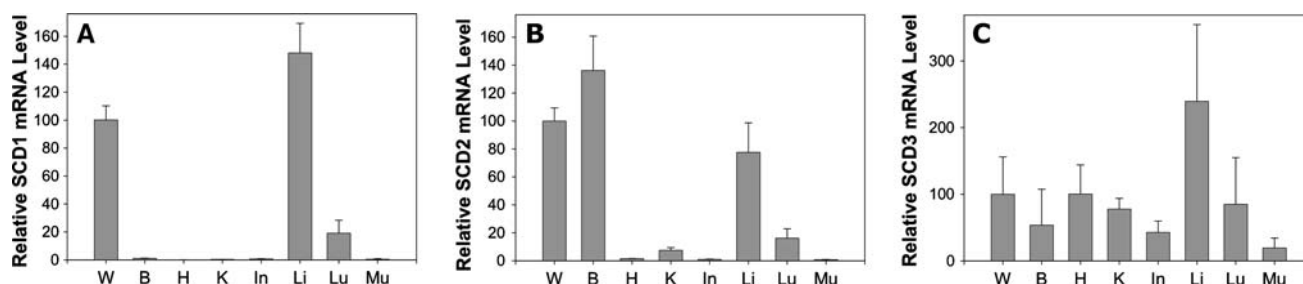 A
Relative SCD1 mRNA Level
160
140
120
100
80
60
40
20
0
W B H K In Li Lu Mu
B
Relative SCD2 mRNA Level
160
140
120
100
80
60
40
20
0
W B H K In Li Lu Mu
C
Relative SCD3 mRNA Level
300
200
100
0
W B H K In Li Lu Mu